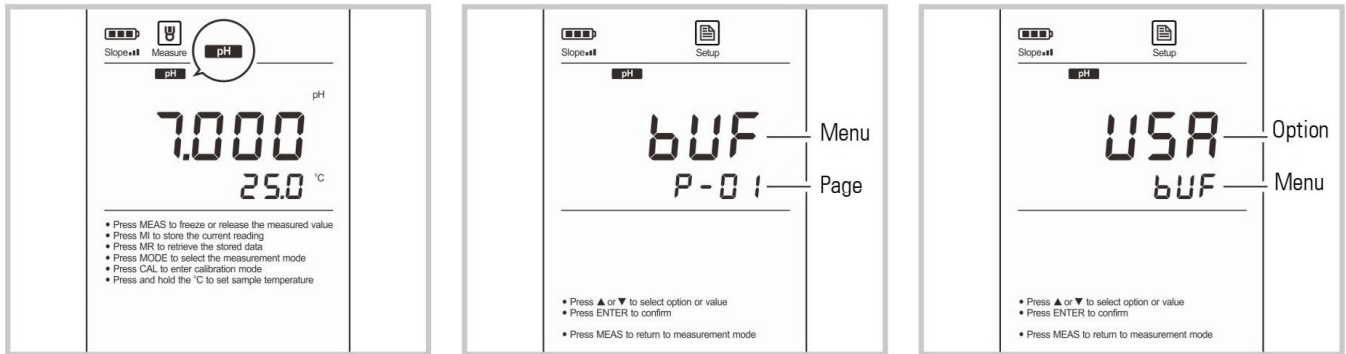 Slope Measure pH
pH
pH
7.000
25.0 °C
• Press MEAS to freeze or release the measured value
• Press MI to store the current reading
• Press MR to retrieve the stored data
• Press MODE to select the measurement mode
• Press CAL to enter calibration mode
• Press and hold the °C to set sample temperature
Slope Setup
pH
bUF Menu
P-01 Page
• Press ▲ or ▼ to select option or value
• Press ENTER to confirm
• Press MEAS to return to measurement mode
Slope Setup
pH
USA Option
bUF Menu
• Press ▲ or ▼ to select option or value
• Press ENTER to confirm
• Press MEAS to return to measurement mode